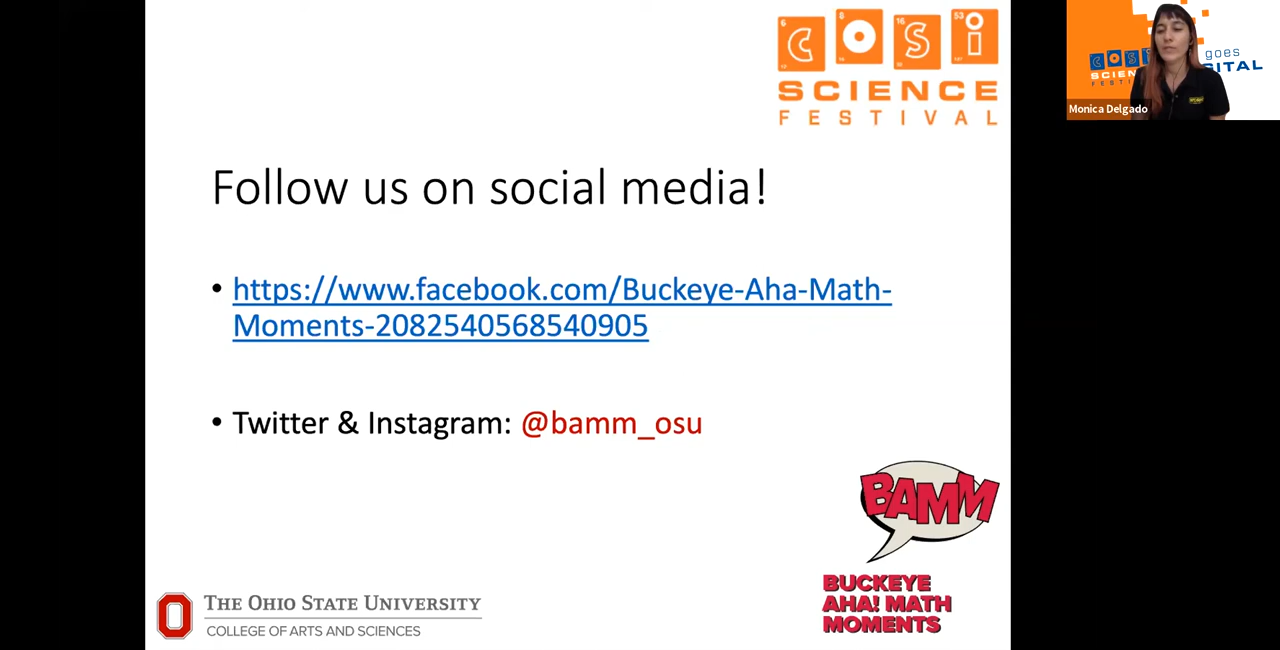 COSI
SCIENCE
FESTIVAL
goes
Monica Delgado
Follow us on social media!
• https://www.facebook.com/Buckeye-Aha-Math-
Moments-2082540568540905
• Twitter & Instagram: @bamm_osu
BAMM
BUCKEYE
AHA! MATH
MOMENTS
THE OHIO STATE UNIVERSITY
COLLEGE OF ARTS AND SCIENCES